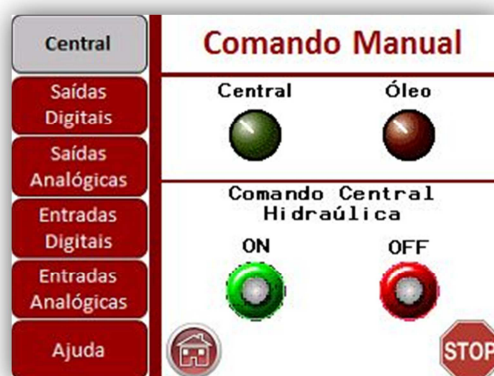 Central
Saídas
Digitais
Saídas
Analógicas
Entradas
Digitais
Entradas
Analógicas
Ajuda
Comando Manual
Central Óleo
Comando Central
Hidraúlica
ON OFF
STOP